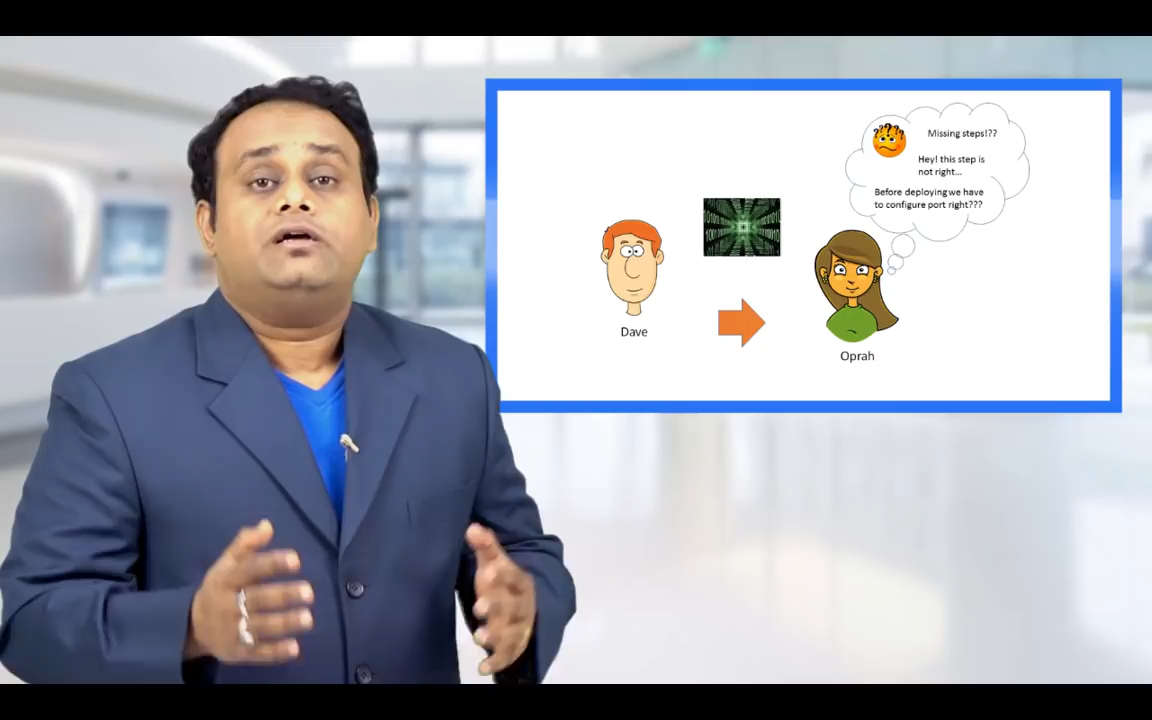 Missing steps!??
Hey! this step is
not right...
Before deploying we have
to configure port right???
Dave
Oprah